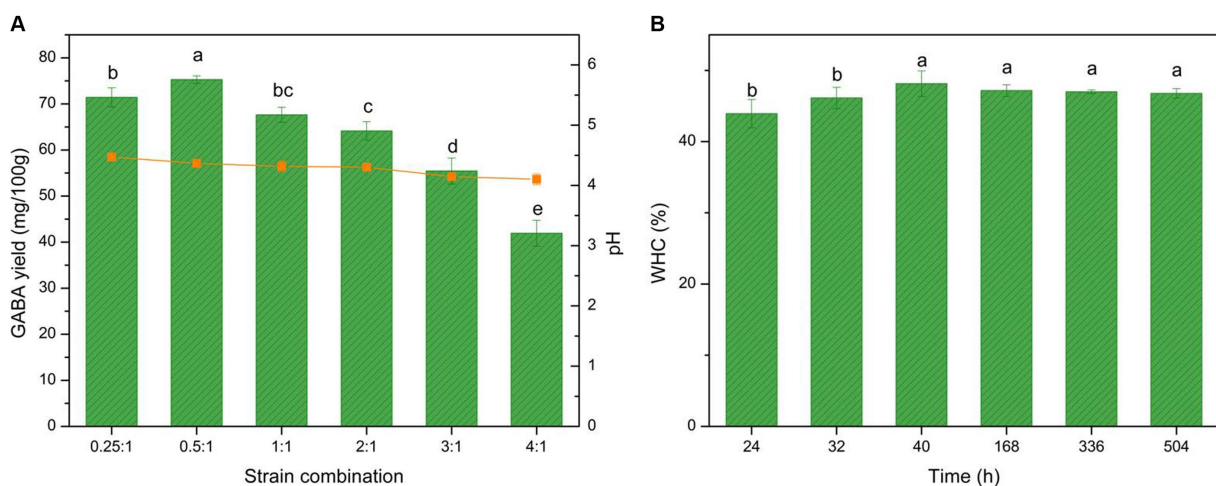 A
GABA yield (mg/100g)
80
70
60
50
40
30
20
10
0
b
a
bc
c
d
e
6
5
4
3
2
1
0
pH
0.25:1 0.5:1 1:1 2:1 3:1 4:1
Strain combination
B
WHC (%)
40
20
0
b
b
a
a
a
a
24 32 40 168 336 504
Time (h)